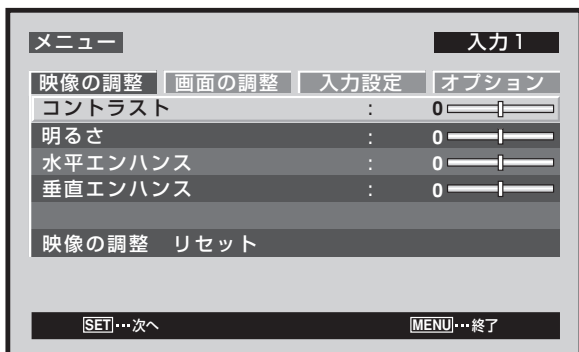 メニュー 入力1
映像の調整 画面の調整 入力設定 オプション
コントラスト : 0
明るさ : 0
水平エンハンス : 0
垂直エンハンス : 0
映像の調整 リセット
SET…次へ MENU…終了